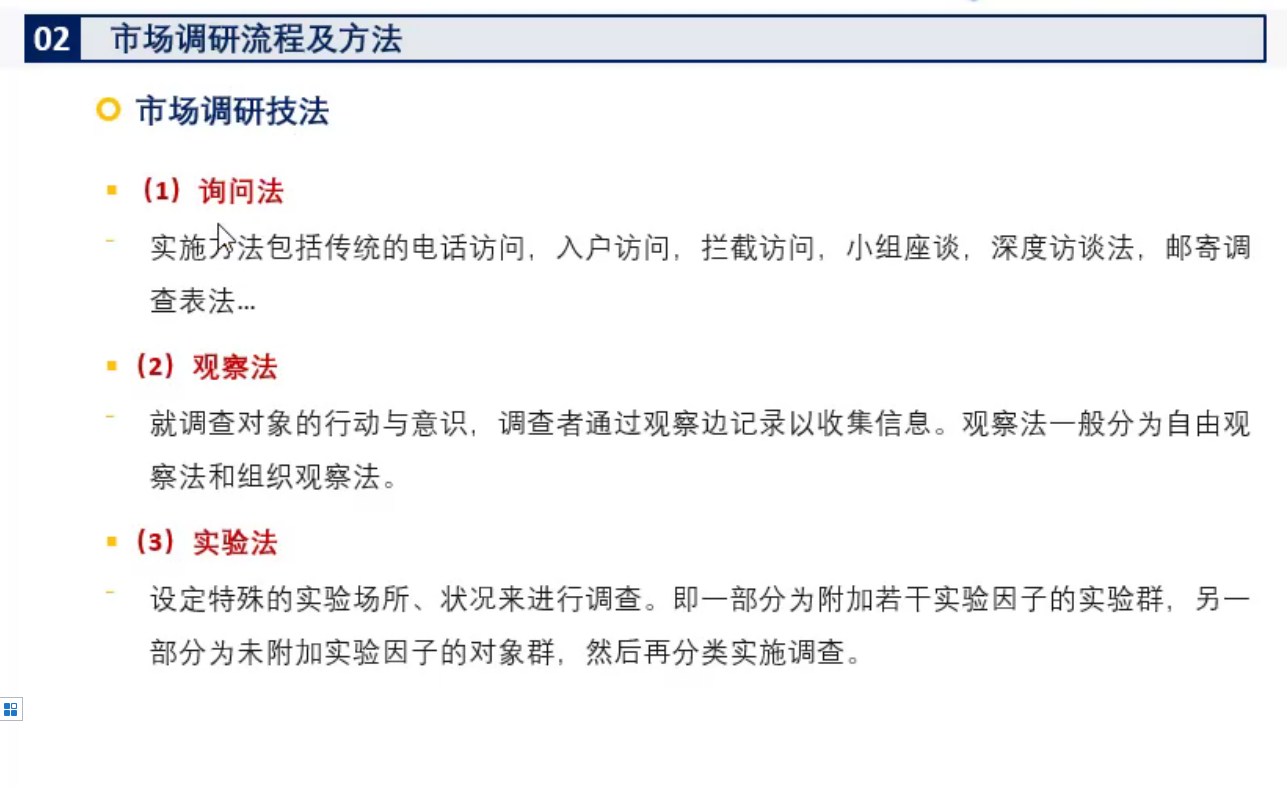 02 市场调研流程及方法
市场调研技法
（1）询问法
实施方法包括传统的电话访问，入户访问，拦截访问，小组座谈，深度访谈法，邮寄调
查表法...
（2）观察法
就调查对象的行动与意识，调查者通过观察边记录以收集信息。观察法一般分为自由观
察法和组织观察法。
（3）实验法
设定特殊的实验场所、状况来进行调查。即一部分为附加若干实验因子的实验群，另一
部分为未附加实验因子的对象群，然后再分类实施调查。